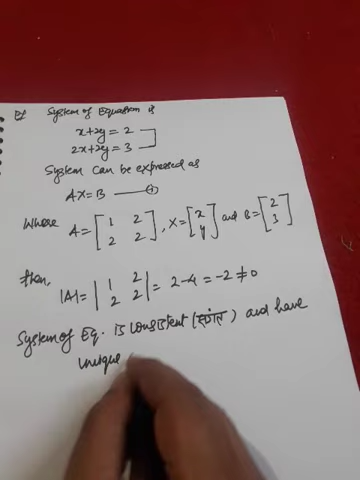 System of Equation is
x+2y = 2
2x+2y = 3
System can be expressed as
AX=B
Where A = [ 1 2 2 2 ], X = [ x y ] and B = [ 2 3 ]
then,
|A| = | 1 2 2 2 | = 2-4 = -2 ≠ 0
System of Eq. is consistent (संगत) and have
unique